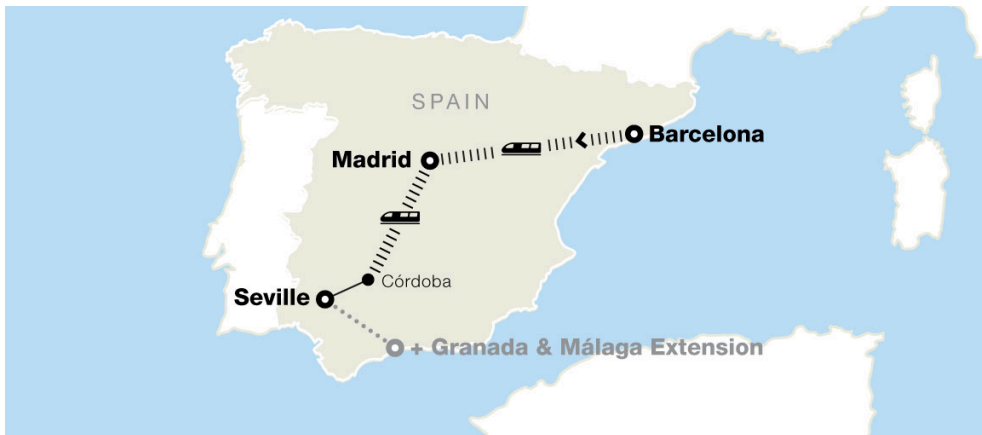 SPAIN
Barcelona
Madrid
Córdoba
Seville
+ Granada & Málaga Extension